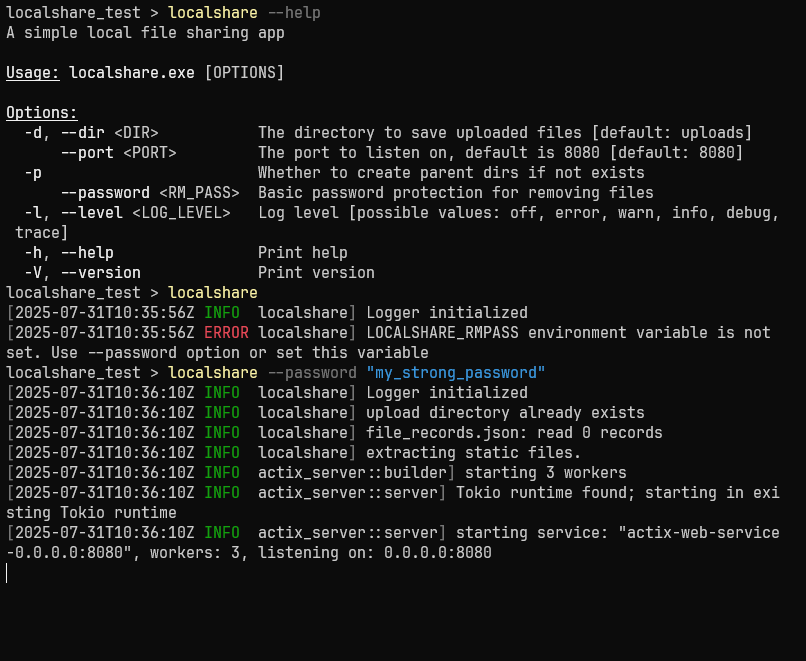 localshare_test > localshare --help
A simple local file sharing app
Usage: localshare.exe [OPTIONS]
Options:
  -d, --dir <DIR>           The directory to save uploaded files [default: uploads]
      --port <PORT>         The port to listen on, default is 8080 [default: 8080]
  -p                        Whether to create parent dirs if not exists
      --password <RM_PASS>  Basic password protection for removing files
  -l, --level <LOG_LEVEL>   Log level [possible values: off, error, warn, info, debug,
 trace]
  -h, --help                Print help
  -V, --version             Print version
localshare_test > localshare
[2025-07-31T10:35:56Z INFO  localshare] Logger initialized
[2025-07-31T10:35:56Z ERROR localshare] LOCALSHARE_RMPASS environment variable is not
set. Use --password option or set this variable
localshare_test > localshare --password "my_strong_password"
[2025-07-31T10:36:10Z INFO  localshare] Logger initialized
[2025-07-31T10:36:10Z INFO  localshare] upload directory already exists
[2025-07-31T10:36:10Z INFO  localshare] file_records.json: read 0 records
[2025-07-31T10:36:10Z INFO  localshare] extracting static files.
[2025-07-31T10:36:10Z INFO  actix_server::builder] starting 3 workers
[2025-07-31T10:36:10Z INFO  actix_server::server] Tokio runtime found; starting in exi
sting Tokio runtime
[2025-07-31T10:36:10Z INFO  actix_server::server] starting service: "actix-web-service
-0.0.0.0:8080", workers: 3, listening on: 0.0.0.0:8080